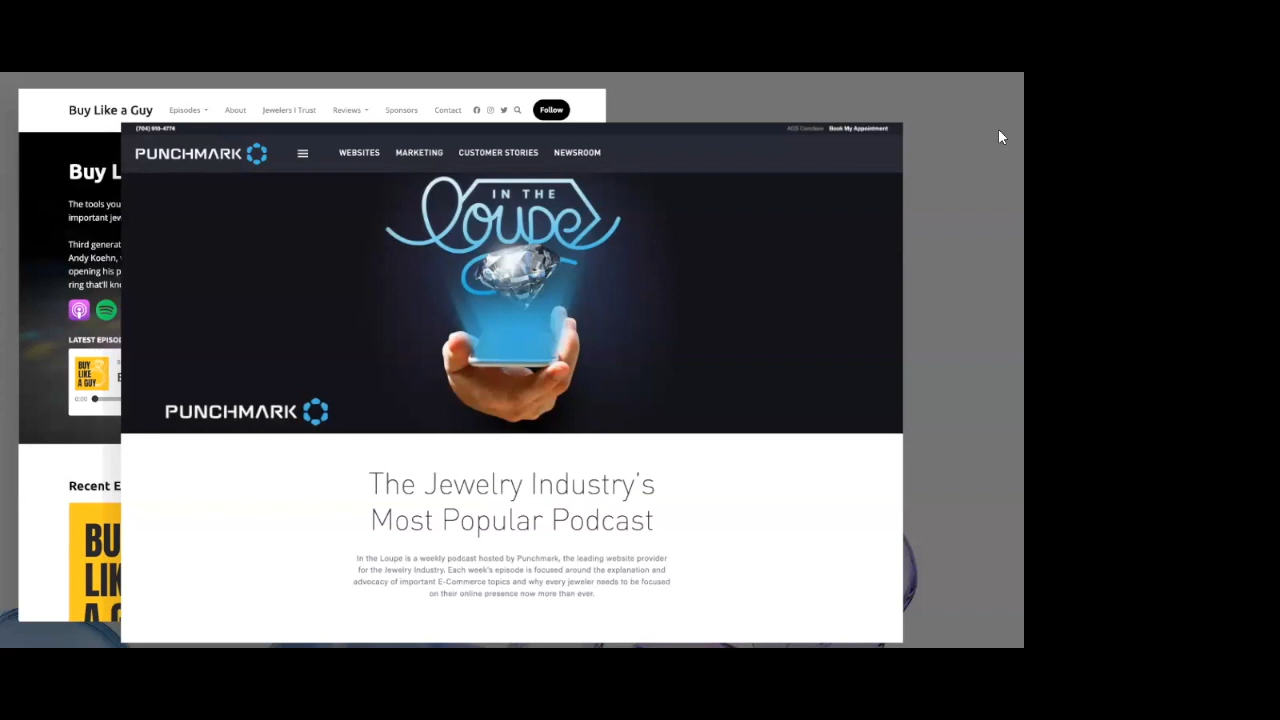 Buy Like a Guy Episodes About Jewelers I Trust Reviews Sponsors Contact Follow
(704) 910-4774 Book My Appointment
PUNCHMARK WEBSITES MARKETING CUSTOMER STORIES NEWSROOM
Buy L
The tools you
important jew
Third generat
Andy Koehn,
opening his p
ring that'll kn
LATEST EPISO
BUY
LIKE
A GUY
0:00
Recent E
BU
LIK
A G
IN THE
Loupe
PUNCHMARK
The Jewelry Industry's
Most Popular Podcast
In the Loupe is a weekly podcast hosted by Punchmark, the leading website provider
for the Jewelry Industry. Each week's episode is focused around the explanation and
advocacy of important E-Commerce topics and why every jeweler needs to be focused
on their online presence now more than ever.